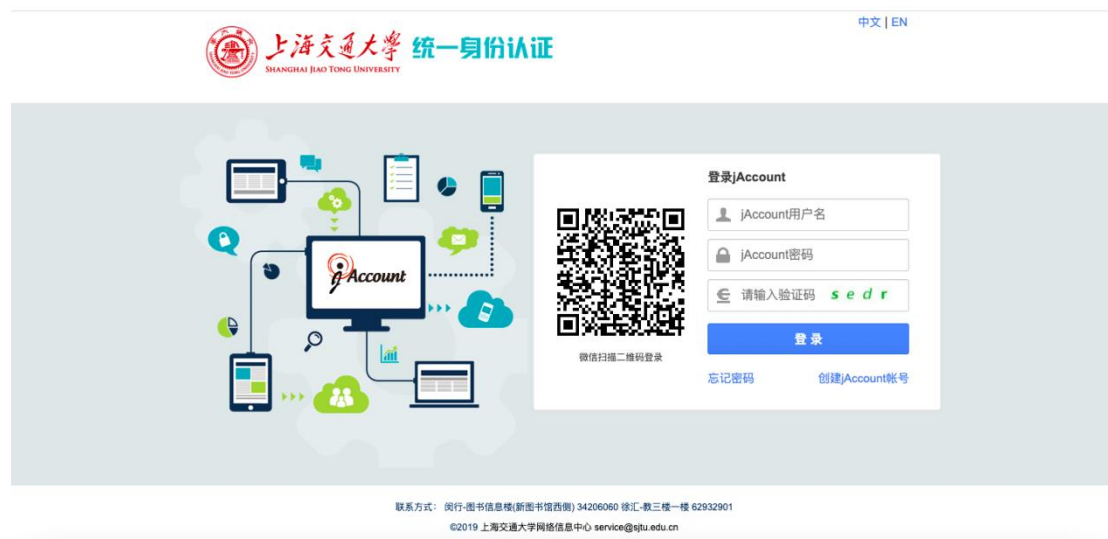 中文 | EN
上海交通大學 统一身份认证
SHANGHAI JIAO TONG UNIVERSITY
登录jAccount
jAccount用户名
jAccount密码
请输入验证码 sedr
登 录
忘记密码 创建jAccount帐号
微信扫描二维码登录
jAccount
联系方式： 闵行-图书信息楼(新图书馆西侧) 34206060 徐汇-教三楼一楼 62932901
©2019 上海交通大学网络信息中心 service@sjtu.edu.cn